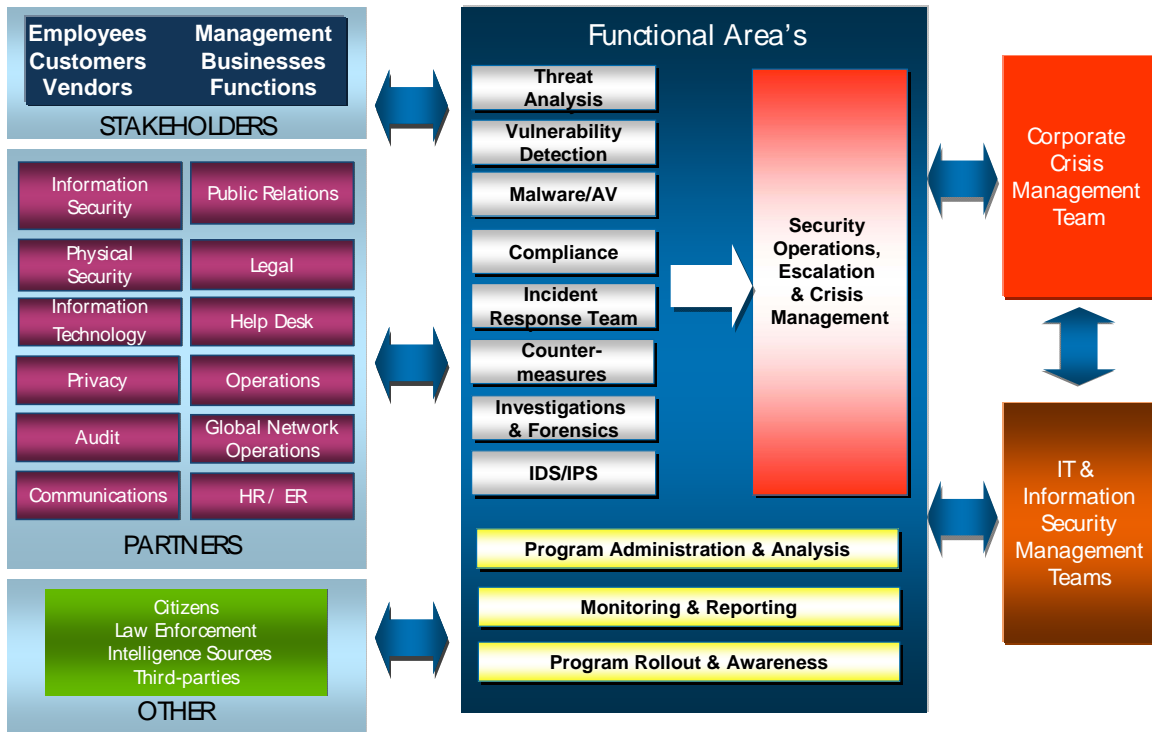 Employees
Customers
Vendors
Management
Businesses
Functions
STAKEHOLDERS
Information
Security
Public Relations
Physical
Security
Legal
Information
Technology
Help Desk
Privacy
Operations
Audit
Global Network
Operations
Communications
HR / ER
PARTNERS
Citizens
Law Enforcement
Intelligence Sources
Third-parties
OTHER
Functional Area's
Threat
Analysis
Vulnerability
Detection
Malware/AV
Compliance
Incident
Response Team
Counter-
measures
Investigations
& Forensics
IDS/IPS
Security
Operations,
Escalation
& Crisis
Management
Program Administration & Analysis
Monitoring & Reporting
Program Rollout & Awareness
Corporate
Crisis
Management
Team
IT &
Information
Security
Management
Teams